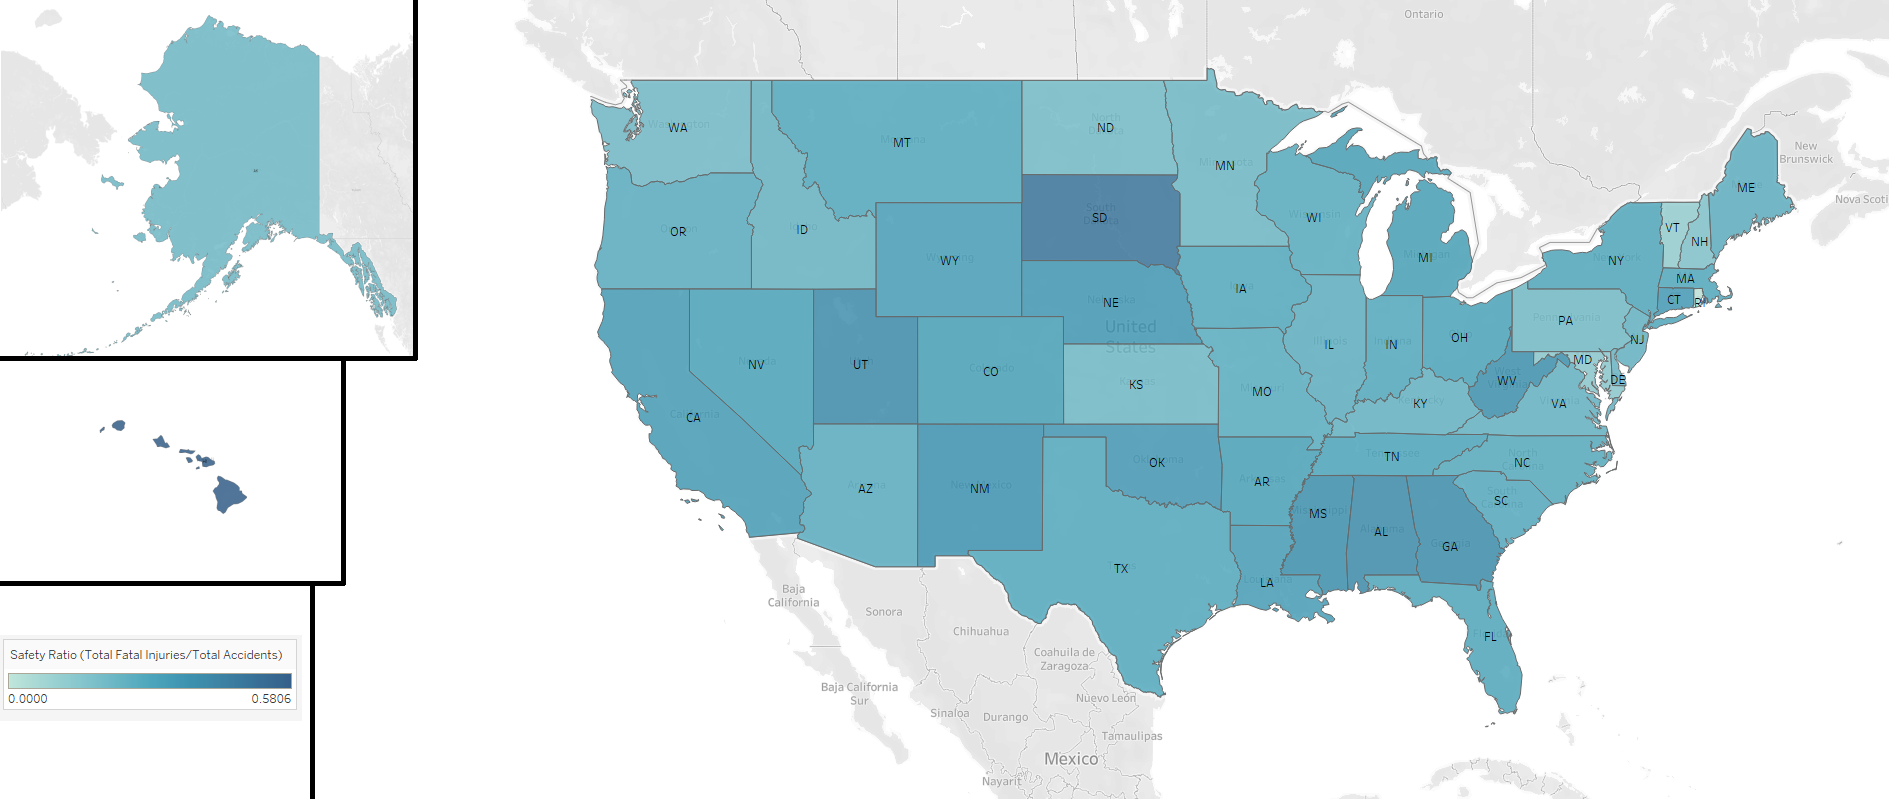 Ontario
New
Brunswick
Nova Scoti
WA
MT
ND
MN
ME
OR
ID
WY
SD
South
WI
MI
VT
NH
NY
MA
CT
RI
NE
IA
PA
NJ
United
States
NV
UT
CO
KS
MO
IL
IN
OH
WV
MD
DE
VA
KY
CA
AZ
NM
OK
AR
TN
NC
SC
MS
AL
GA
TX
LA
FL
Baja
California
Sonora
Chihuahua
Coahuila de
Zaragoza
Baja California
Sur
Nuevo León
Sinaloa
Durango
Tamaulipas
Mexico
Nayarit
Safety Ratio (Total Fatal Injuries/Total Accidents)
0.0000 0.5806